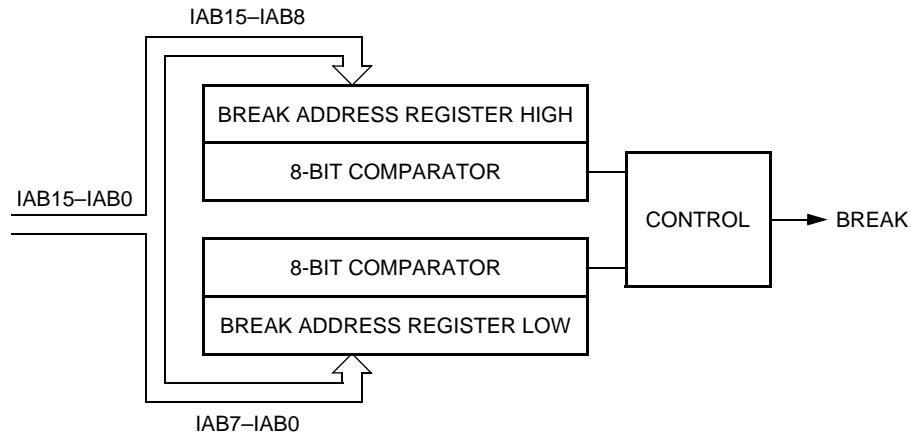 IAB15–IAB8
BREAK ADDRESS REGISTER HIGH
8-BIT COMPARATOR
IAB15–IAB0
CONTROL
BREAK
8-BIT COMPARATOR
BREAK ADDRESS REGISTER LOW
IAB7–IAB0